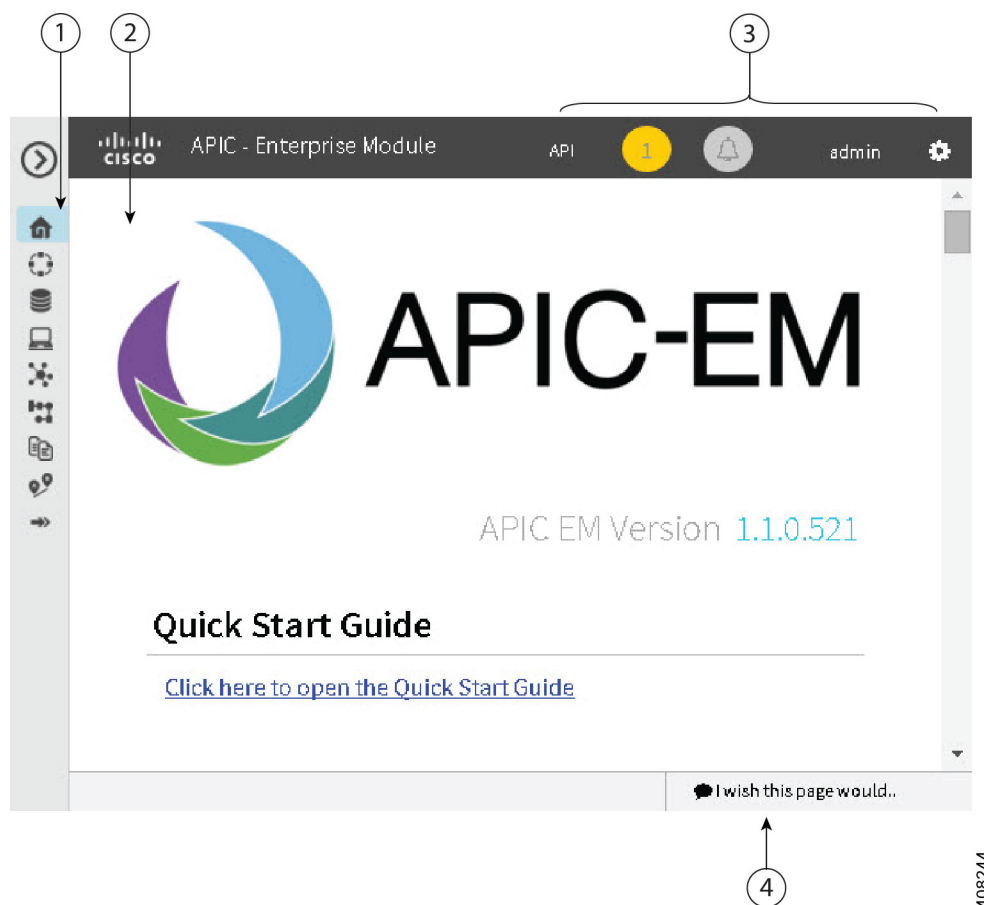 1 2 3
CISCO APIC - Enterprise Module API 1 admin
APIC-EM
APIC EM Version 1.1.0.521
Quick Start Guide
Click here to open the Quick Start Guide
I wish this page would..
4